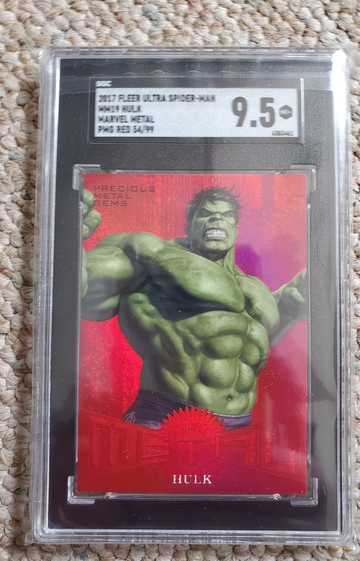 SGC
2017 FLEER ULTRA SPIDER-MAN
MM19 HULK
MARVEL METAL
PMG RED 54/99
9.5
PRECIOUS
METAL
GEMS
METAL
HULK